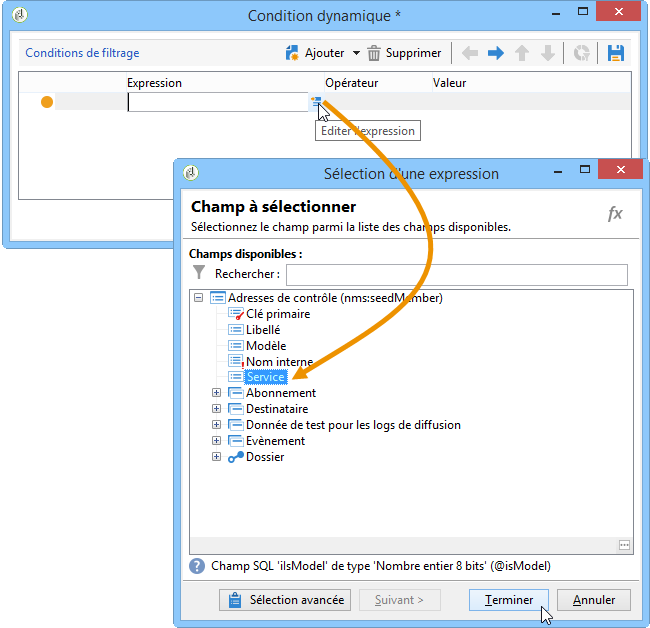 Condition dynamique *
Conditions de filtrage
Ajouter
Supprimer
Expression Opérateur Valeur
Editer l'expression
Sélection d'une expression
Champ à sélectionner
Sélectionnez le champ parmi la liste des champs disponibles.
fx
Champs disponibles :
Rechercher :
Adresses de contrôle (nms:seedMember)
Clé primaire
Libellé
Modèle
Nom interne
Service
Abonnement
Destinataire
Donnée de test pour les logs de diffusion
Evènement
Dossier
Champ SQL 'iIsModel' de type 'Nombre entier 8 bits' (@isModel)
Sélection avancée Suivant > Terminer Annuler